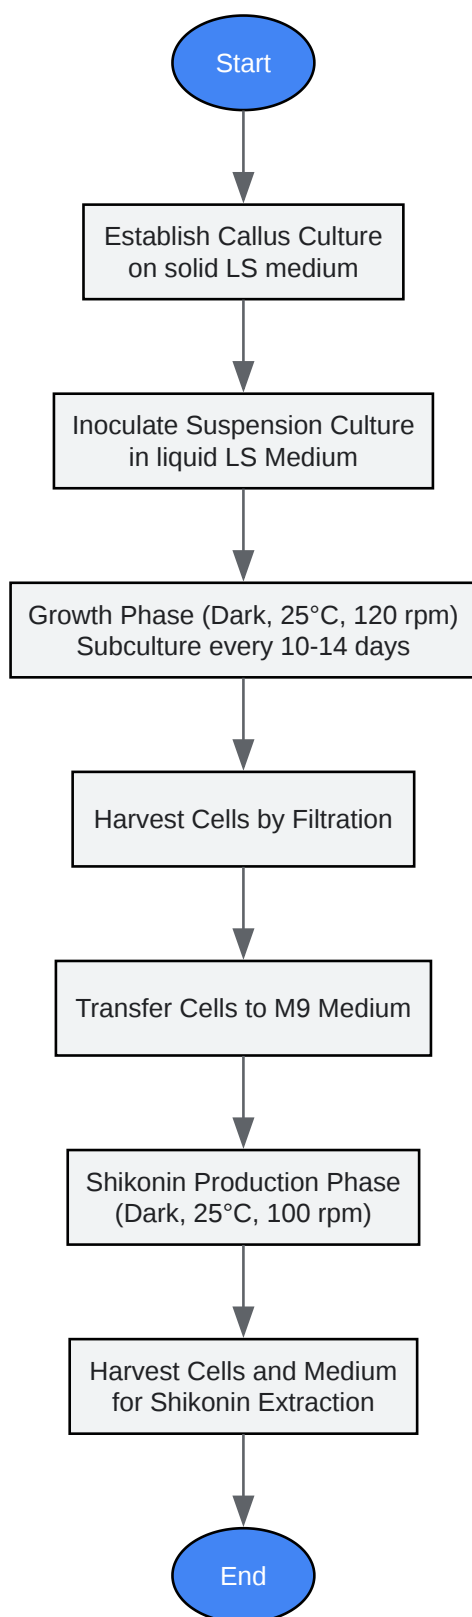 Start
Establish Callus Culture
on solid LS medium
Inoculate Suspension Culture
in liquid LS Medium
Growth Phase (Dark, 25°C, 120 rpm)
Subculture every 10-14 days
Harvest Cells by Filtration
Transfer Cells to M9 Medium
Shikonin Production Phase
(Dark, 25°C, 100 rpm)
Harvest Cells and Medium
for Shikonin Extraction
End